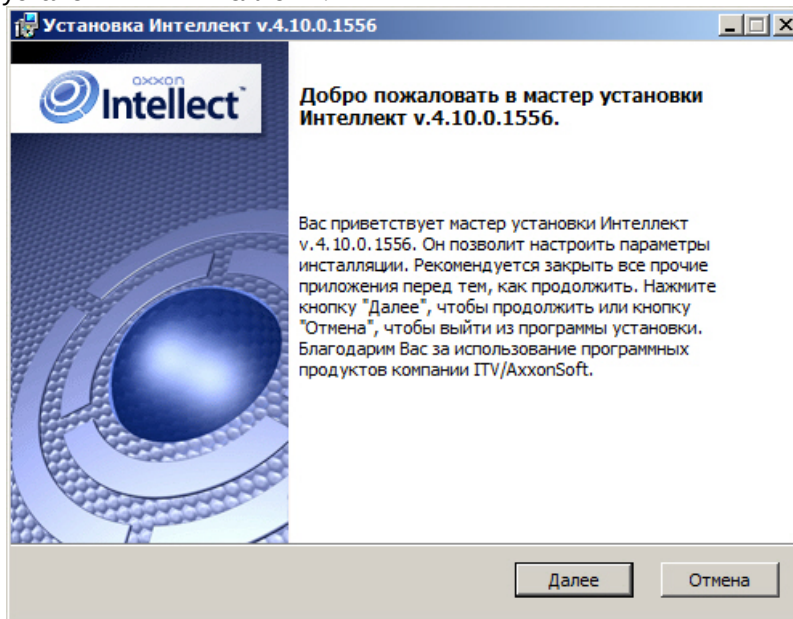 Установка Интеллект v.4.10.0.1556
axxon
Intellect™
Добро пожаловать в мастер установки
Интеллект v.4.10.0.1556.
Вас приветствует мастер установки Интеллект
v.4.10.0.1556. Он позволит настроить параметры
инсталляции. Рекомендуется закрыть все прочие
приложения перед тем, как продолжить. Нажмите
кнопку "Далее", чтобы продолжить или кнопку
"Отмена", чтобы выйти из программы установки.
Благодарим Вас за использование программных
продуктов компании ITV/AxxonSoft.
Далее
Отмена